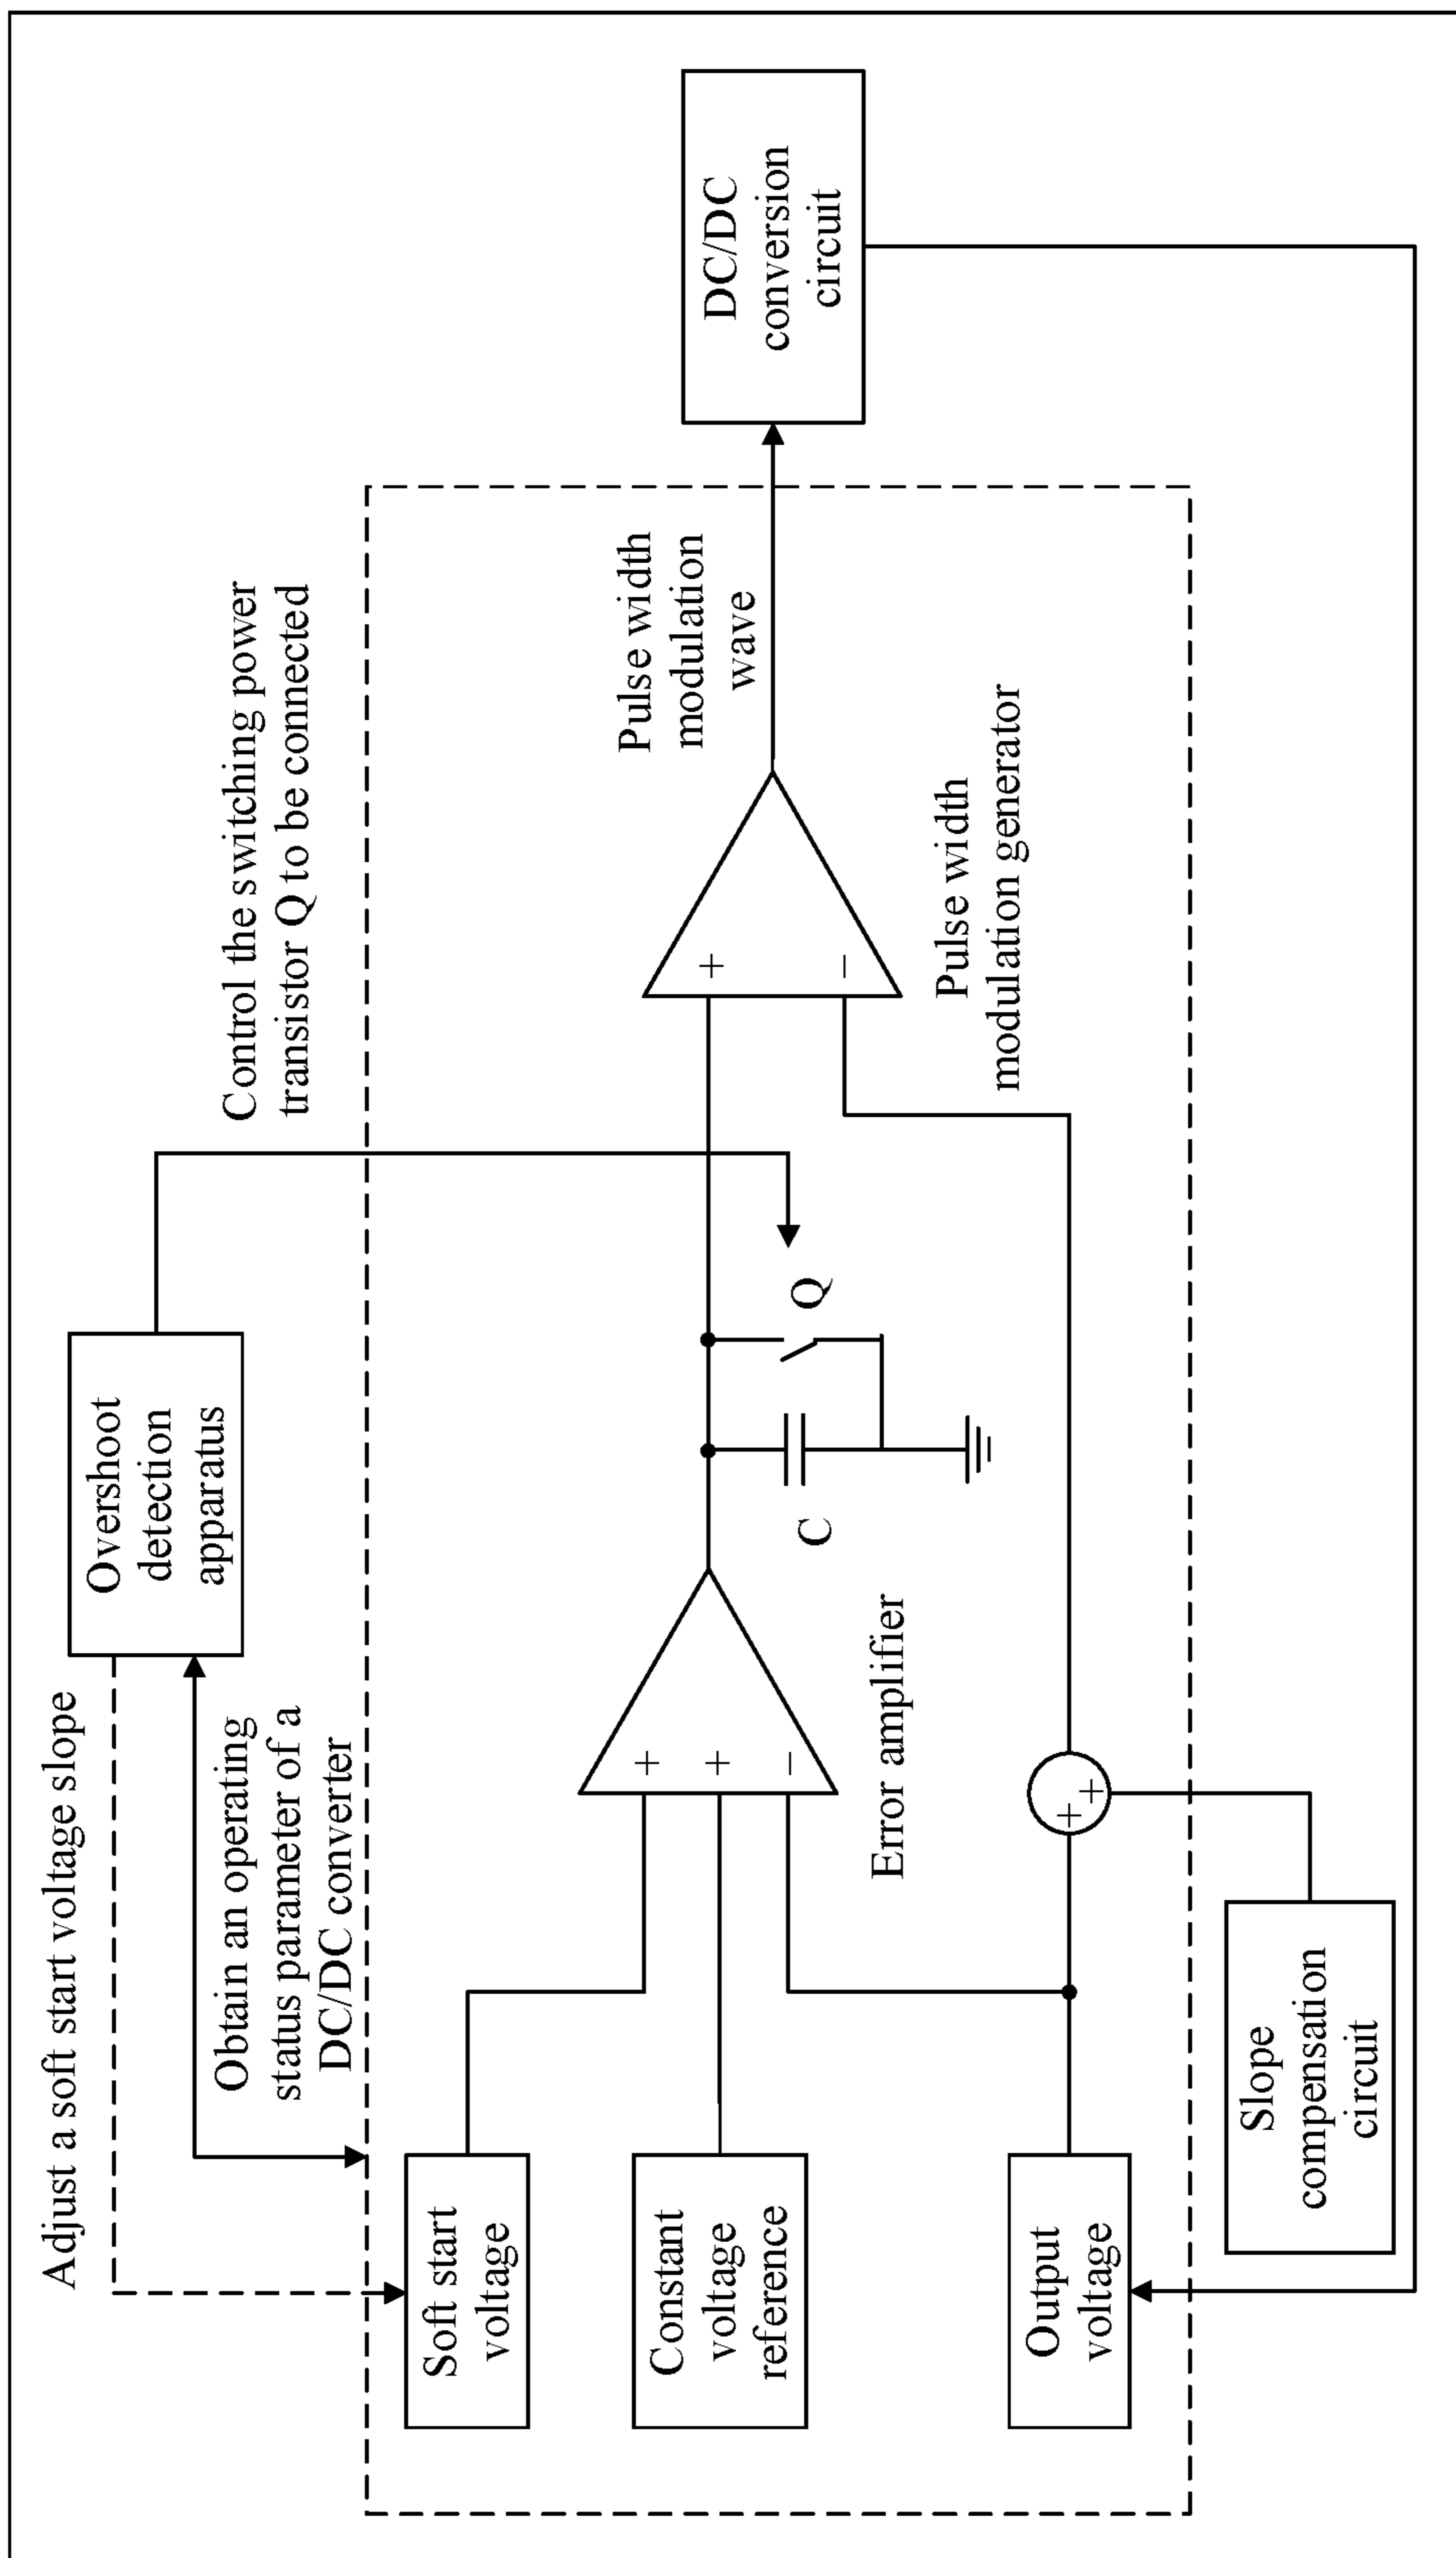 Adjust a soft start voltage slope
Overshoot
detection
apparatus
Obtain an operating
status parameter of a
DC/DC converter
Control the switching power
transistor Q to be connected
Soft start
voltage
Constant
voltage
reference
Output
voltage
+
+
−
Error amplifier
C
Q
+
−
Pulse width
modulation generator
Pulse width
modulation
wave
DC/DC
conversion
circuit
+
+
Slope
compensation
circuit